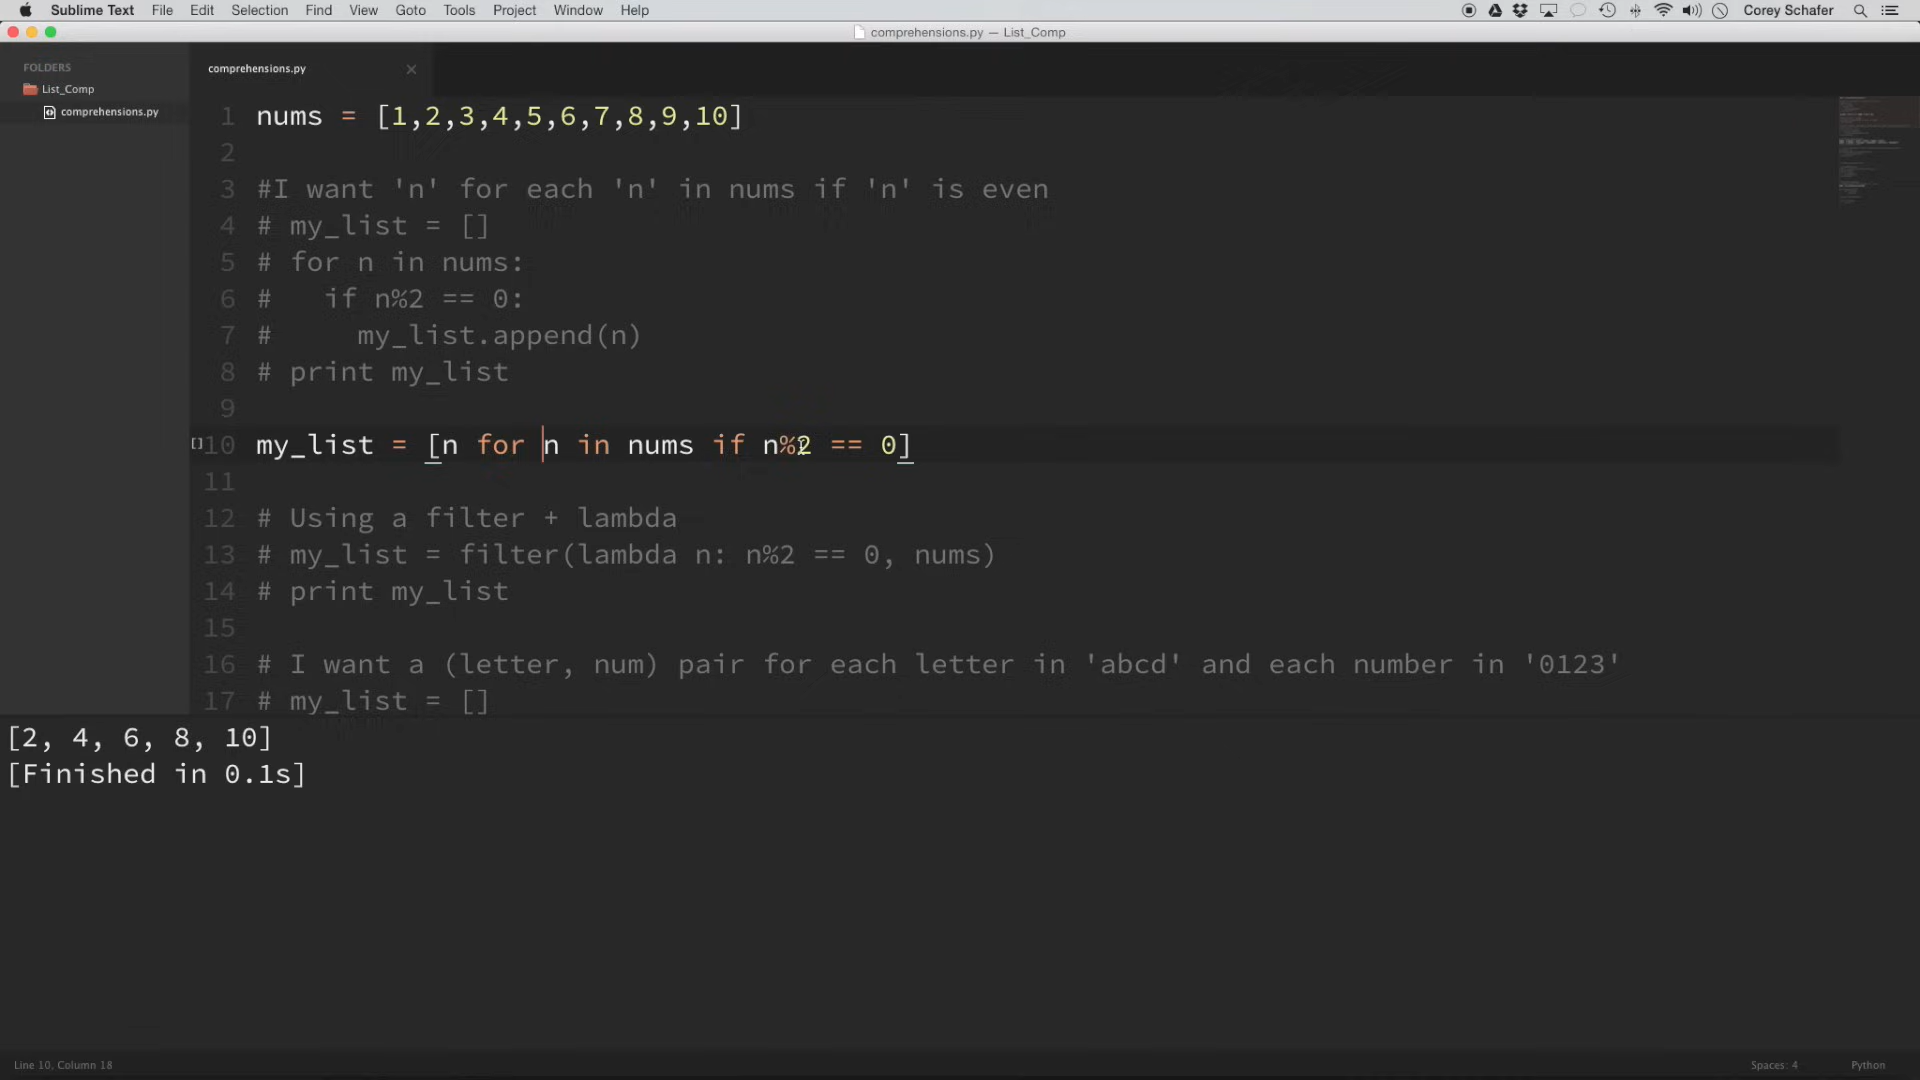 Sublime Text File Edit Selection Find View Goto Tools Project Window Help Corey Schafer
comprehensions.py — List_Comp
FOLDERS
List_Comp
comprehensions.py
comprehensions.py
1 nums = [1,2,3,4,5,6,7,8,9,10]
2
3 #I want 'n' for each 'n' in nums if 'n' is even
4 # my_list = []
5 # for n in nums:
6 #   if n%2 == 0:
7 #     my_list.append(n)
8 # print my_list
9
10 my_list = [n for n in nums if n%2 == 0]
11
12 # Using a filter + lambda
13 # my_list = filter(lambda n: n%2 == 0, nums)
14 # print my_list
15
16 # I want a (letter, num) pair for each letter in 'abcd' and each number in '0123'
17 # my_list = []
[2, 4, 6, 8, 10]
[Finished in 0.1s]
Line 10, Column 18 Spaces: 4 Python